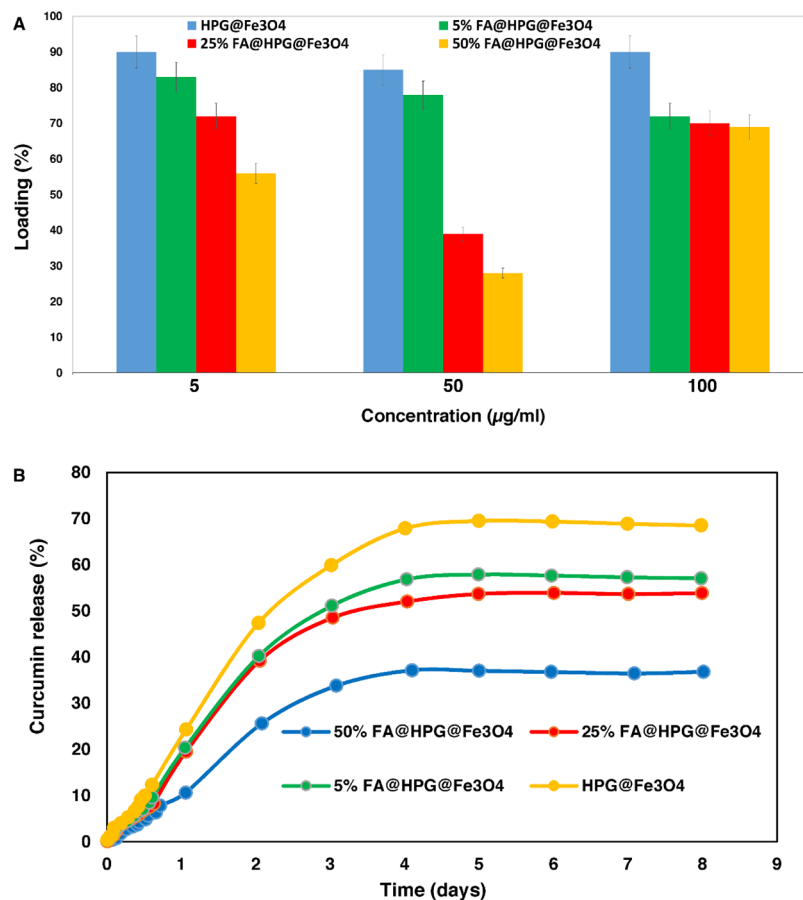 A
HPG@Fe3O4 5% FA@HPG@Fe3O4
25% FA@HPG@Fe3O4 50% FA@HPG@Fe3O4
100
90
80
70
60
50
40
30
20
10
0
Loading (%)
5 50 100
Concentration (µg/ml)
B
80
70
60
50
40
30
20
10
0
Curcumin release (%)
50% FA@HPG@Fe3O4 25% FA@HPG@Fe3O4
5% FA@HPG@Fe3O4 HPG@Fe3O4
0 1 2 3 4 5 6 7 8 9
Time (days)